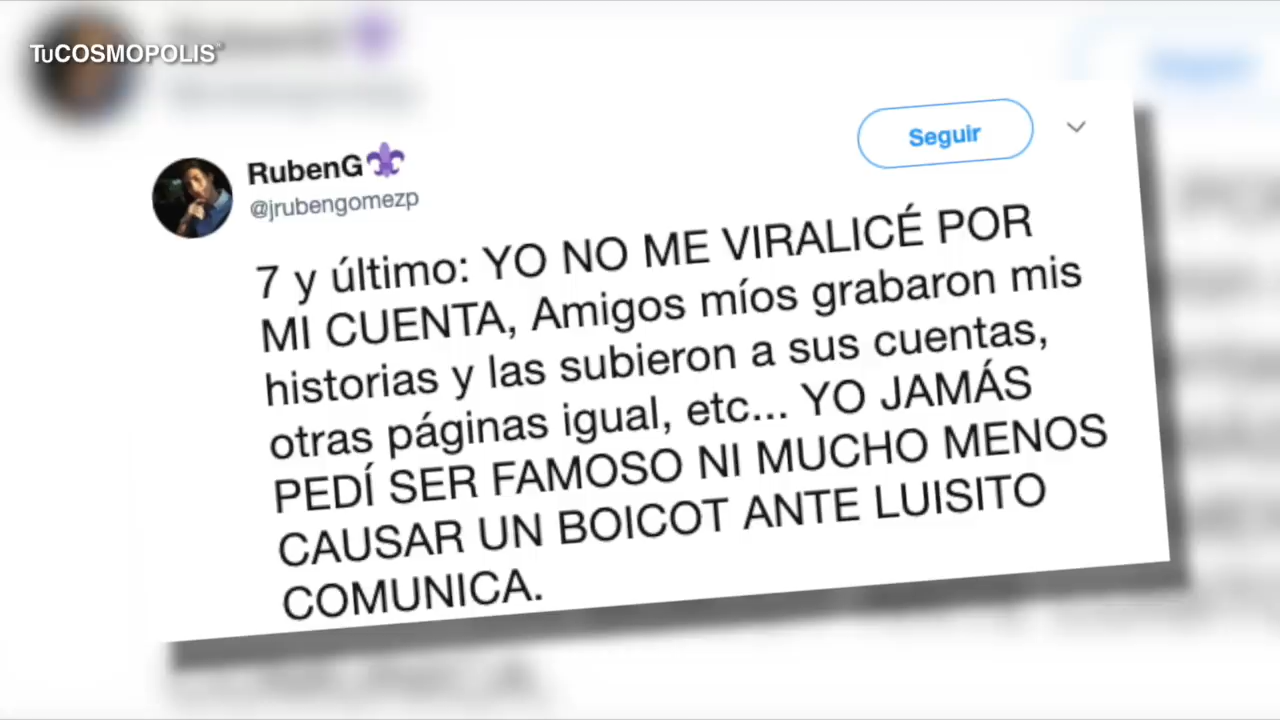 TuCOSMOPOLIS
RubenG
@jrubengomezp
Seguir
7 y último: YO NO ME VIRALICÉ POR
MI CUENTA, Amigos míos grabaron mis
historias y las subieron a sus cuentas,
otras páginas igual, etc... YO JAMÁS
PEDÍ SER FAMOSO NI MUCHO MENOS
CAUSAR UN BOICOT ANTE LUISITO
COMUNICA.